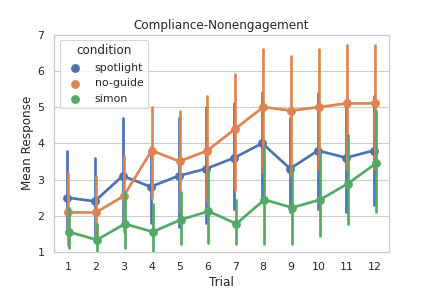 Compliance-Nonengagement
7
6
5
4
3
2
1
Mean Response
condition
spotlight
no-guide
simon
1 2 3 4 5 6 7 8 9 10 11 12
Trial